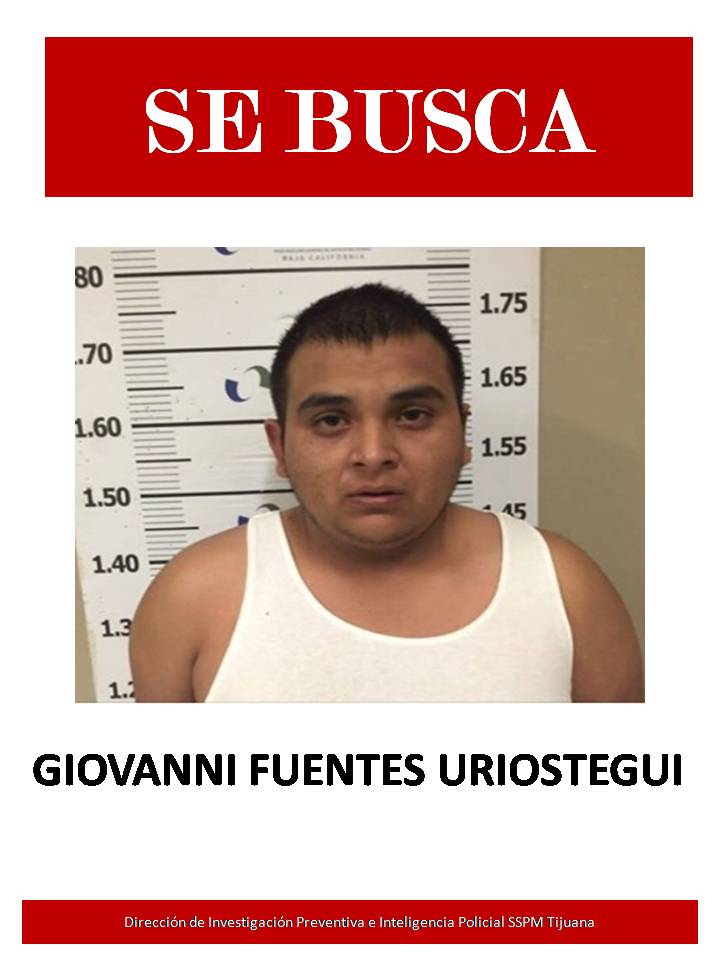 SE BUSCA
BAJA CALIFORNIA
80
1.75
.70
1.65
1.60
1.55
1.50
.45
1.40
1.3
1.2
GIOVANNI FUENTES URIOSTEGUI
Dirección de Investigación Preventiva e Inteligencia Policial SSPM Tijuana